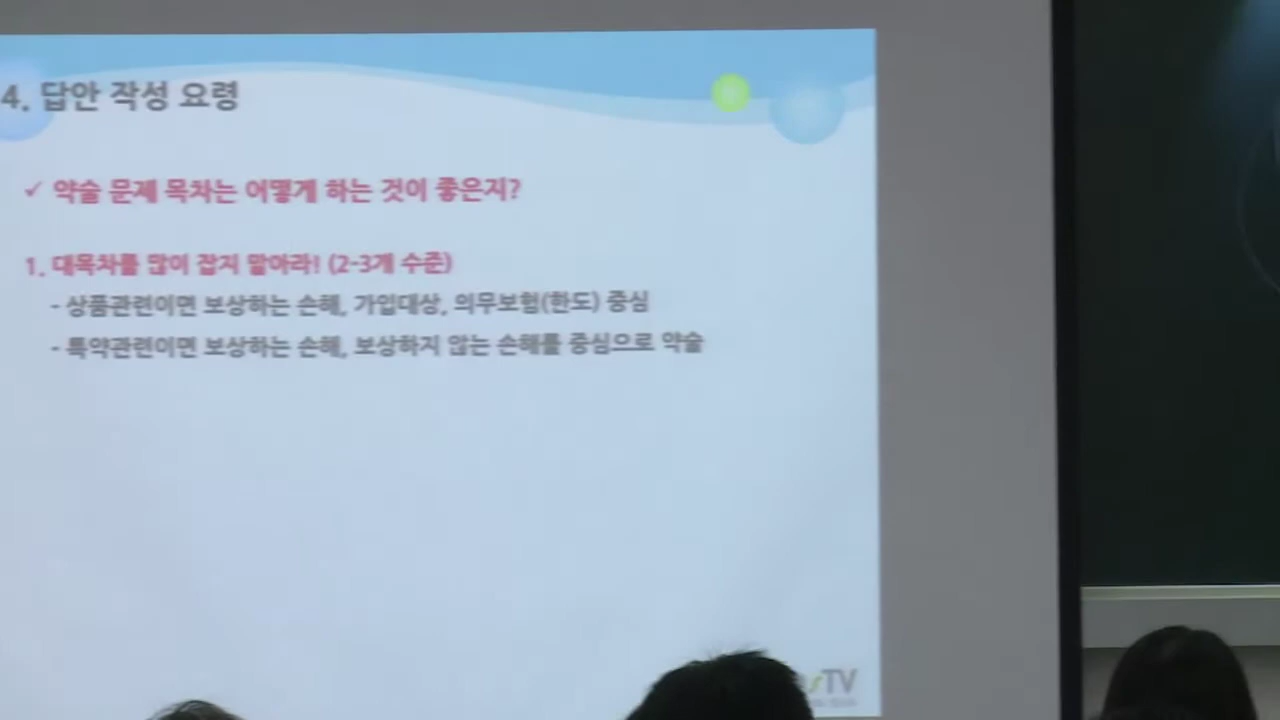 4. 답안 작성 요령
✓ 약술 문제 목차는 어떻게 하는 것이 좋은지?
1. 대목차를 많이 잡지 말아라! (2-3개 수준)
- 상품관련이면 보상하는 손해, 가입대상, 의무보험(한도) 중심
- 특약관련이면 보상하는 손해, 보상하지 않는 손해를 중심으로 약술
TV